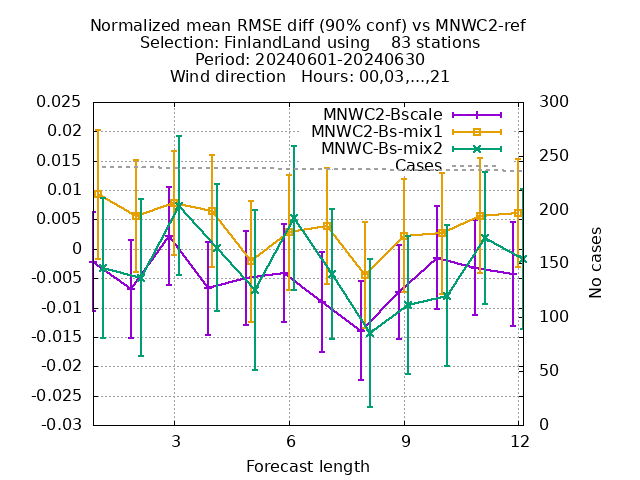 Normalized mean RMSE diff (90% conf) vs MNWC2-ref
Selection: FinlandLand using    83 stations
Period: 20240601-20240630
Wind direction   Hours: 00,03,...,21
MNWC2-Bscale
MNWC2-Bs-mix1
MNWC-Bs-mix2
Cases
0.025
0.02
0.015
0.01
0.005
0
-0.005
-0.01
-0.015
-0.02
-0.025
-0.03
300
250
200
150
100
50
0
No cases
3 6 9 12
Forecast length